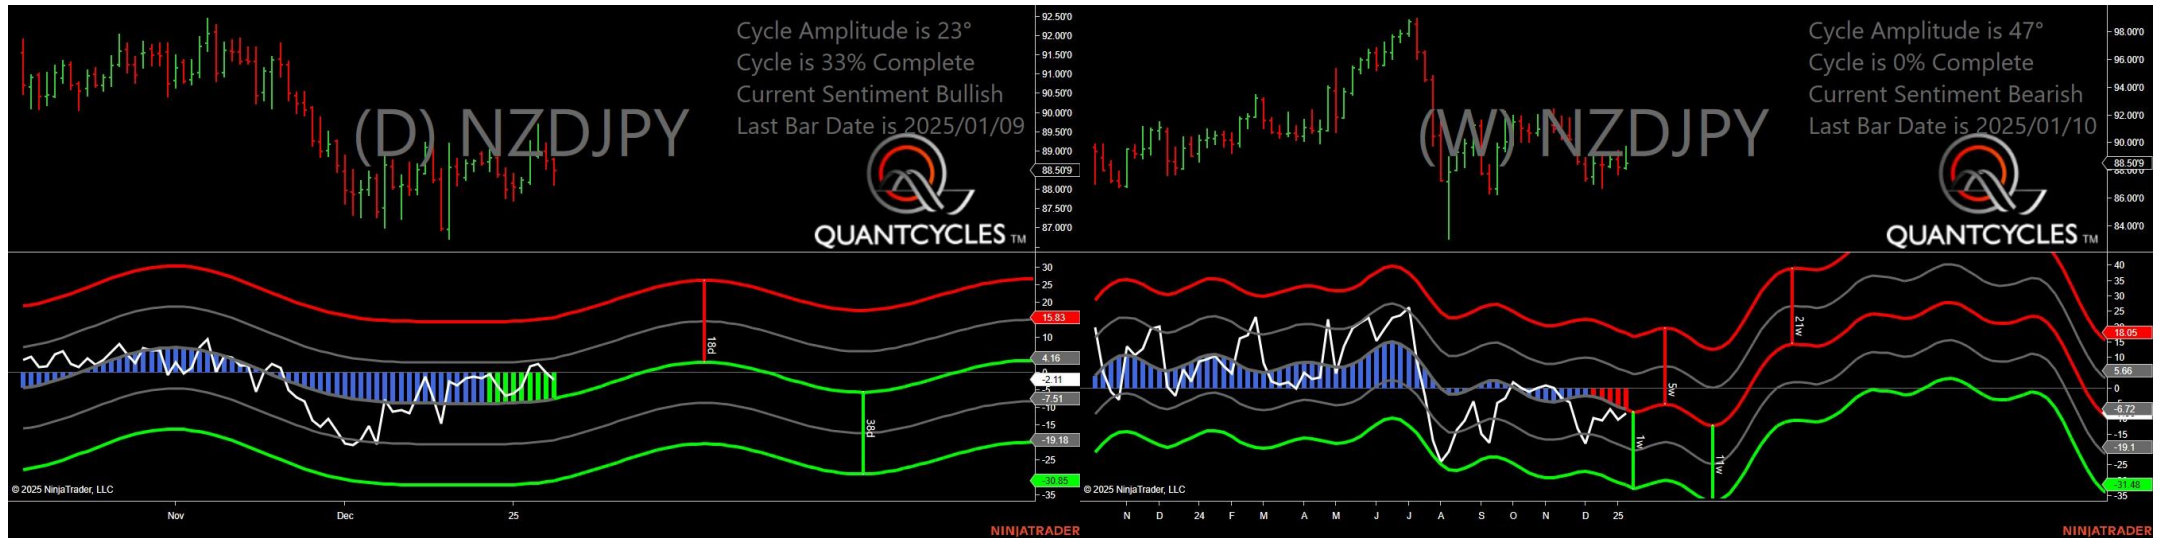 Cycle Amplitude is 23°
Cycle is 33% Complete
Current Sentiment Bullish
Last Bar Date is 2025/01/09
(D) NZDJPY
QUANTCYCLES TM
92.50'0
92.00'0
91.50'0
91.00'0
90.50'0
90.00'0
89.50'0
89.00'0
88.50'9
88.00'0
87.50'0
87.00'0
30
25
20
15.83
10
4.16
0
-2.11
-7.51
-10
-15
-19.18
-25
-30.85
-35
18d
38d
© 2025 NinjaTrader, LLC
Nov
Dec
25
NINJATRADER
Cycle Amplitude is 47°
Cycle is 0% Complete
Current Sentiment Bearish
Last Bar Date is 2025/01/10
(W) NZDJPY
QUANTCYCLES TM
98.00'0
96.00'0
94.00'0
92.00'0
90.00'0
88.50'9
88.00'0
86.00'0
84.00'0
40
35
30
25
18.05
15
10
5.66
0
-6.72
-15
-19.1
-25
-31.48
-35
5w
21w
1w
11w
© 2025 NinjaTrader, LLC
N D 24 F M A M J J A S O N D 25
NINJATRADER